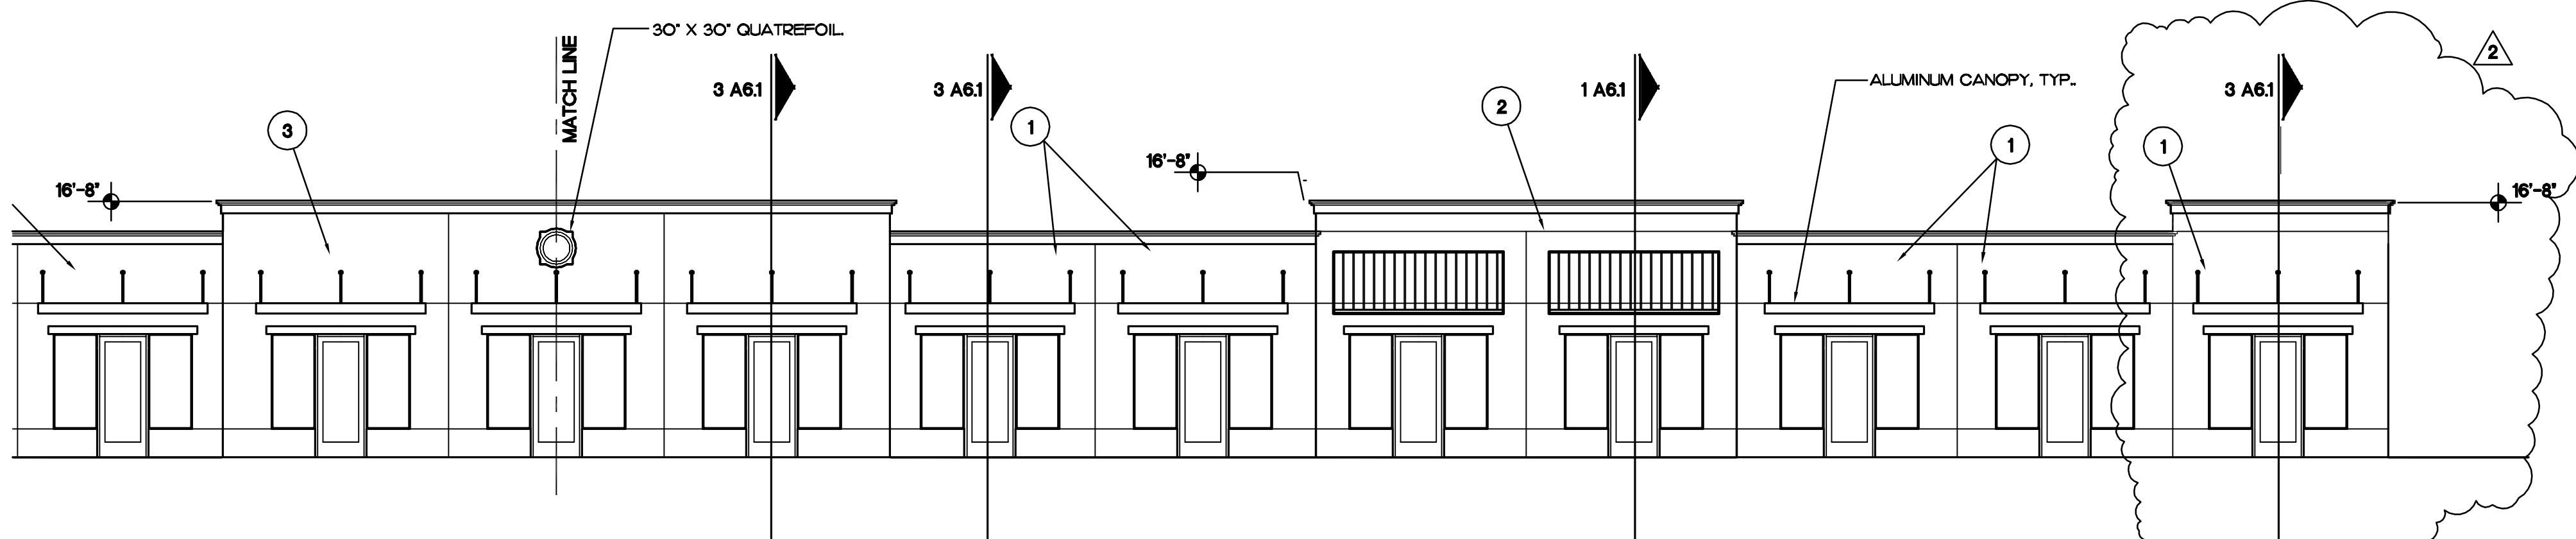 30" X 30" QUATREFOIL.
MATCH LINE
3 A6.1
3 A6.1
1 A6.1
ALUMINUM CANOPY, TYP..
3 A6.1
2
3
1
2
1
1
16'-8"
16'-8"
16'-8"